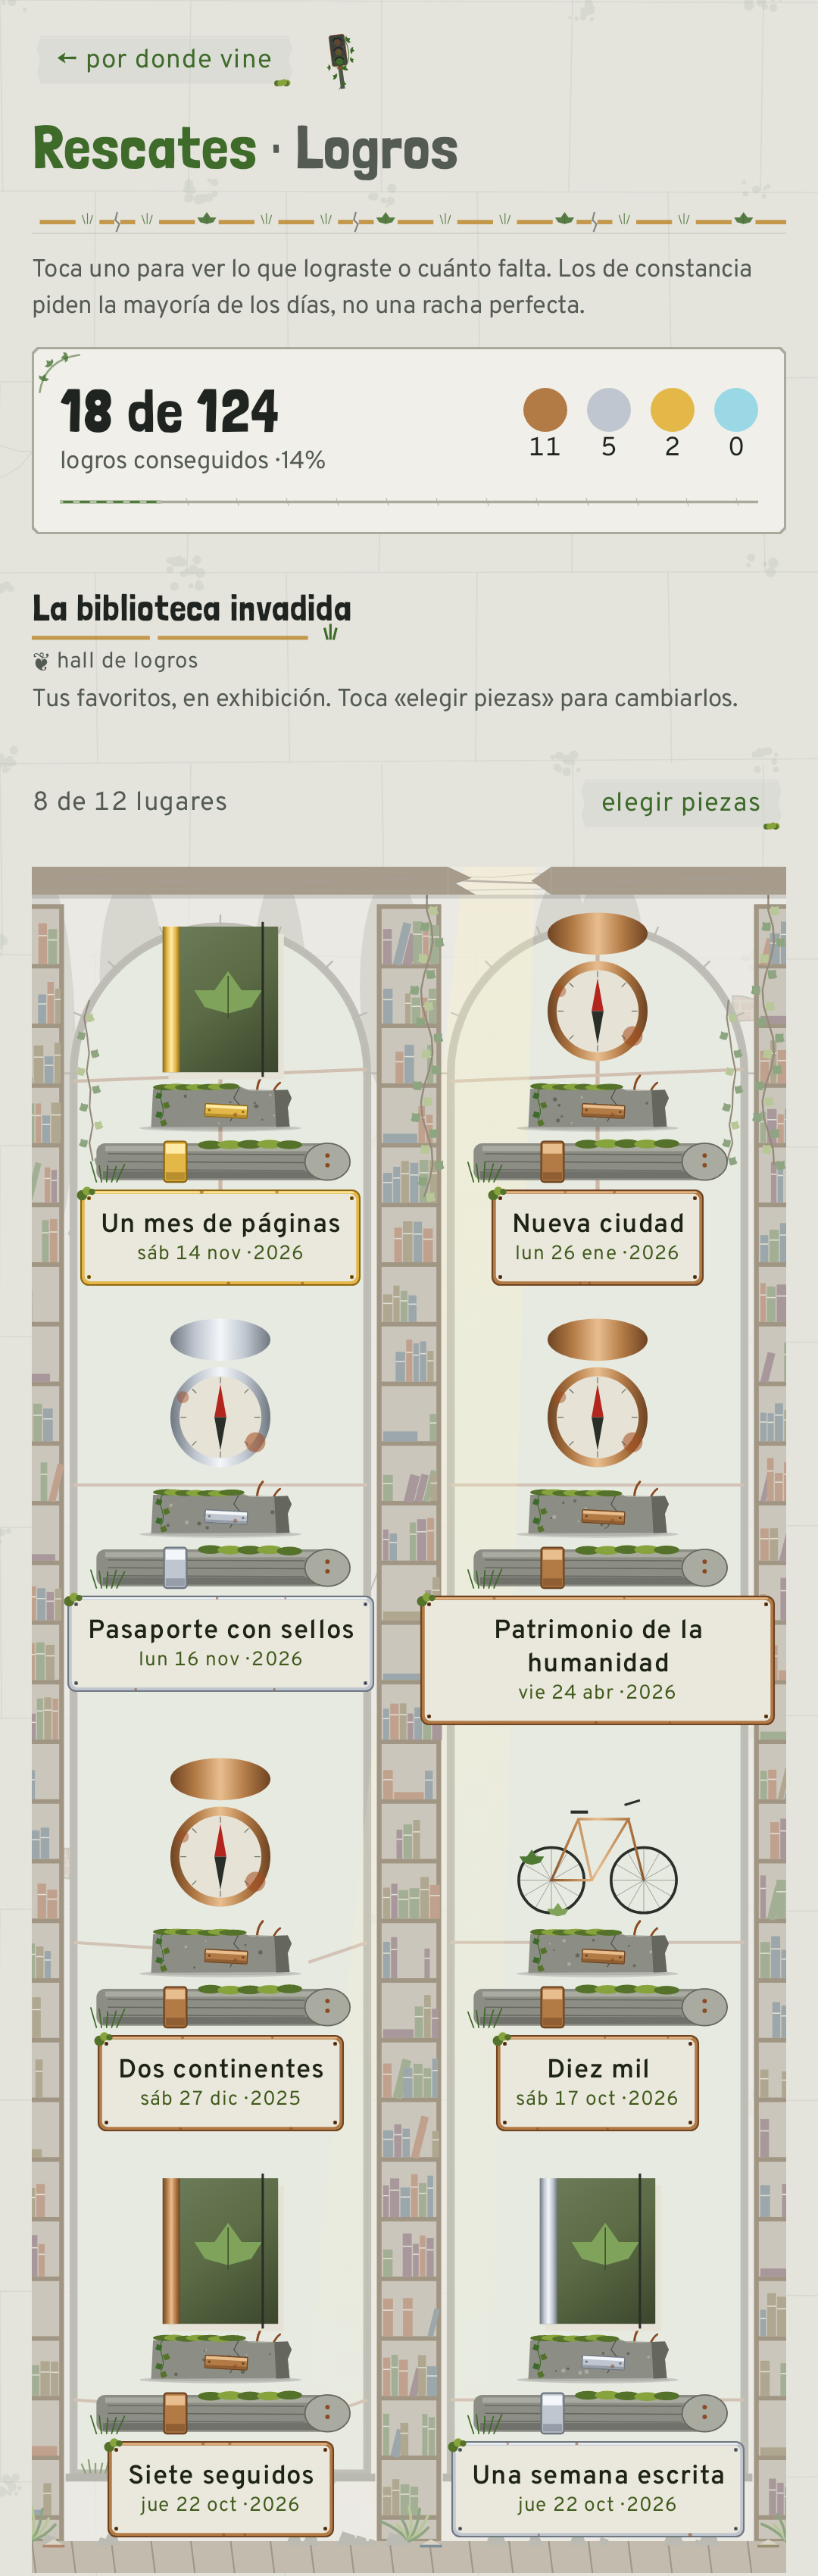 ← por donde vine
Rescates · Logros
Toca uno para ver lo que lograste o cuánto falta. Los de constancia
piden la mayoría de los días, no una racha perfecta.
18 de 124
logros conseguidos ·14%
11 5 2 0
La biblioteca invadida
❦ hall de logros
Tus favoritos, en exhibición. Toca «elegir piezas» para cambiarlos.
8 de 12 lugares
elegir piezas
Un mes de páginas
sáb 14 nov ·2026
Nueva ciudad
lun 26 ene ·2026
Pasaporte con sellos
lun 16 nov ·2026
Patrimonio de la
humanidad
vie 24 abr ·2026
Dos continentes
sáb 27 dic ·2025
Diez mil
sáb 17 oct ·2026
Siete seguidos
jue 22 oct ·2026
Una semana escrita
jue 22 oct ·2026